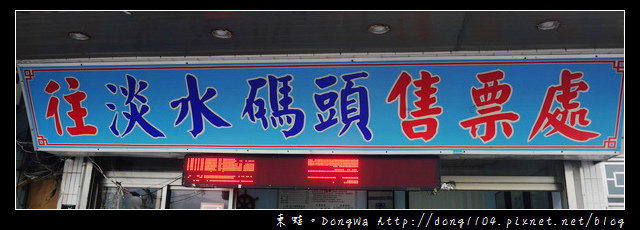 往淡水碼頭售票處
東蛙。DongWa http://dong1104.pixnet.net/blog